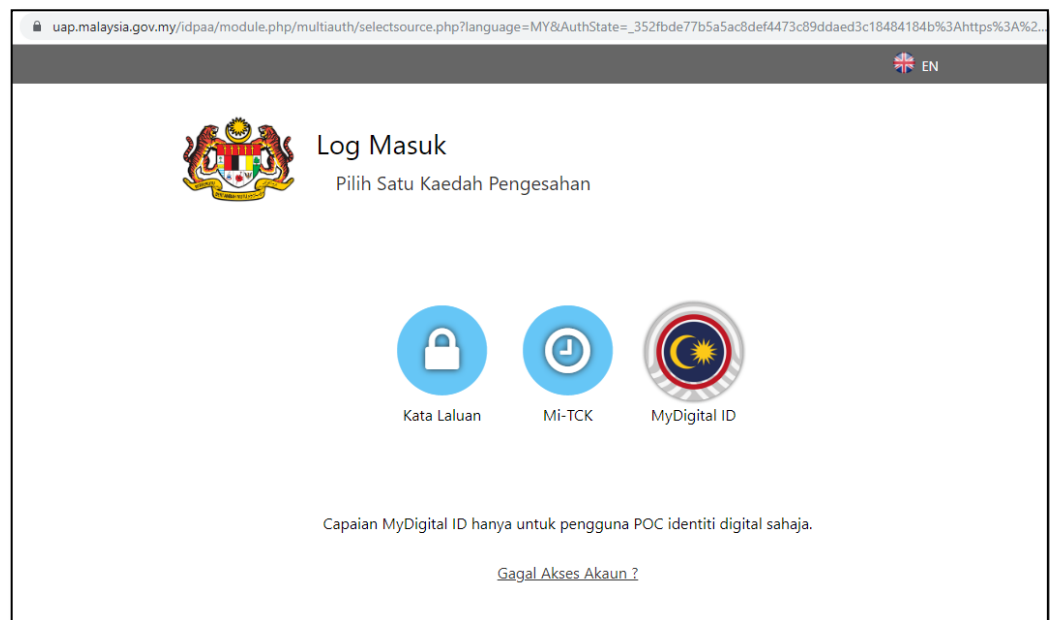 uap.malaysia.gov.my/idpaa/module.php/multiauth/selectsource.php?language=MY&AuthState=_352fbde77b5a5ac8def4473c89ddaed3c18484184b%3Ahttps%3A%2...
EN
Log Masuk
Pilih Satu Kaedah Pengesahan
Kata Laluan Mi-TCK MyDigital ID
Capaian MyDigital ID hanya untuk pengguna POC identiti digital sahaja.
Gagal Akses Akaun ?